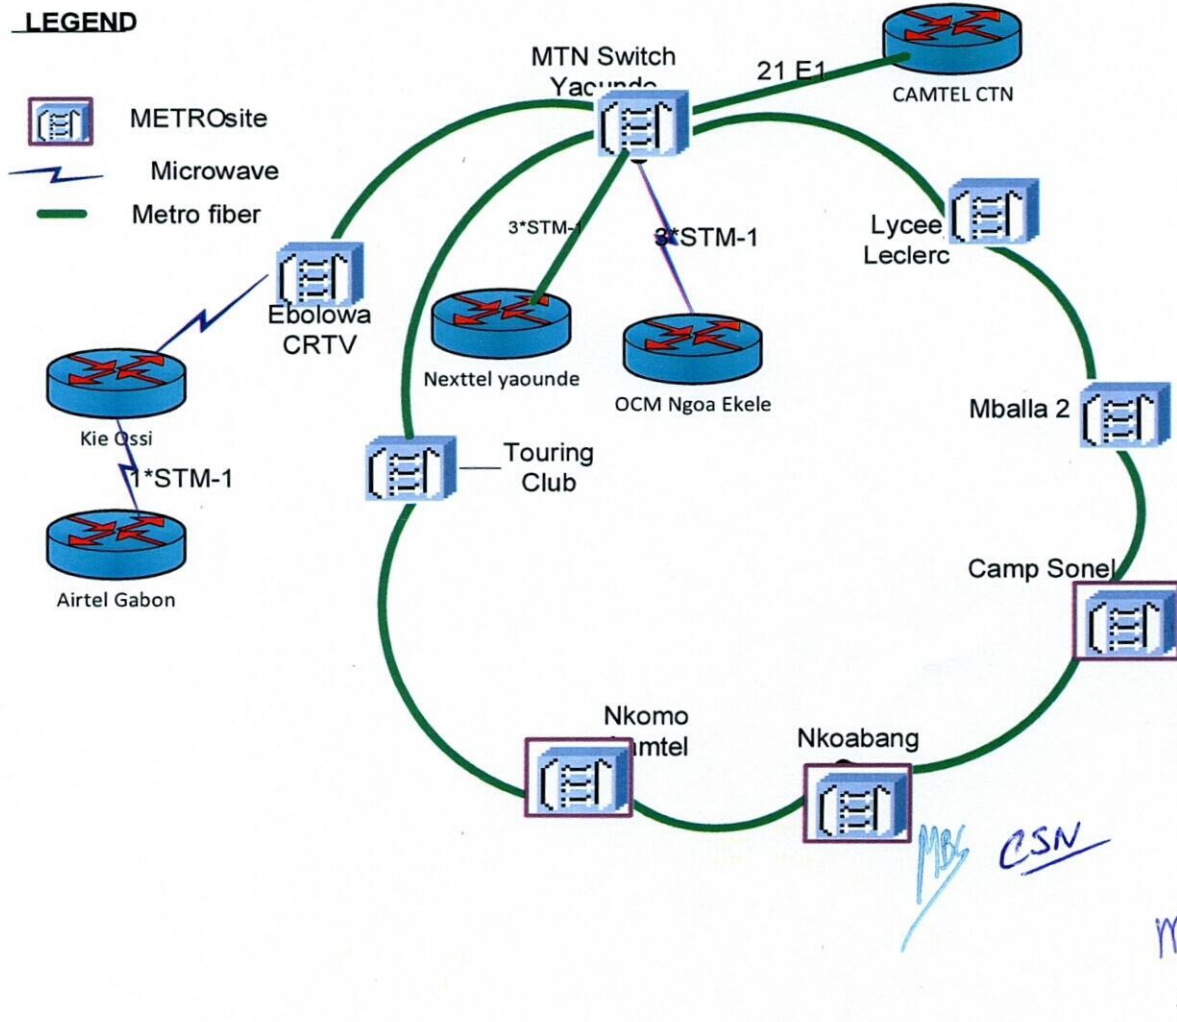 LEGEND
METROsite
Microwave
Metro fiber
MTN Switch
Yaounde
21 E1
CAMTEL CTN
Lycee
Leclerc
3*STM-1
3*STM-1
Ebolowa
CRTV
Nexttel yaounde
OCM Ngoa Ekele
Kie Ossi
1*STM-1
Airtel Gabon
Touring
Club
Mballa 2
Camp Sonel
Nkomo
Nkoabang
MBS
CSN